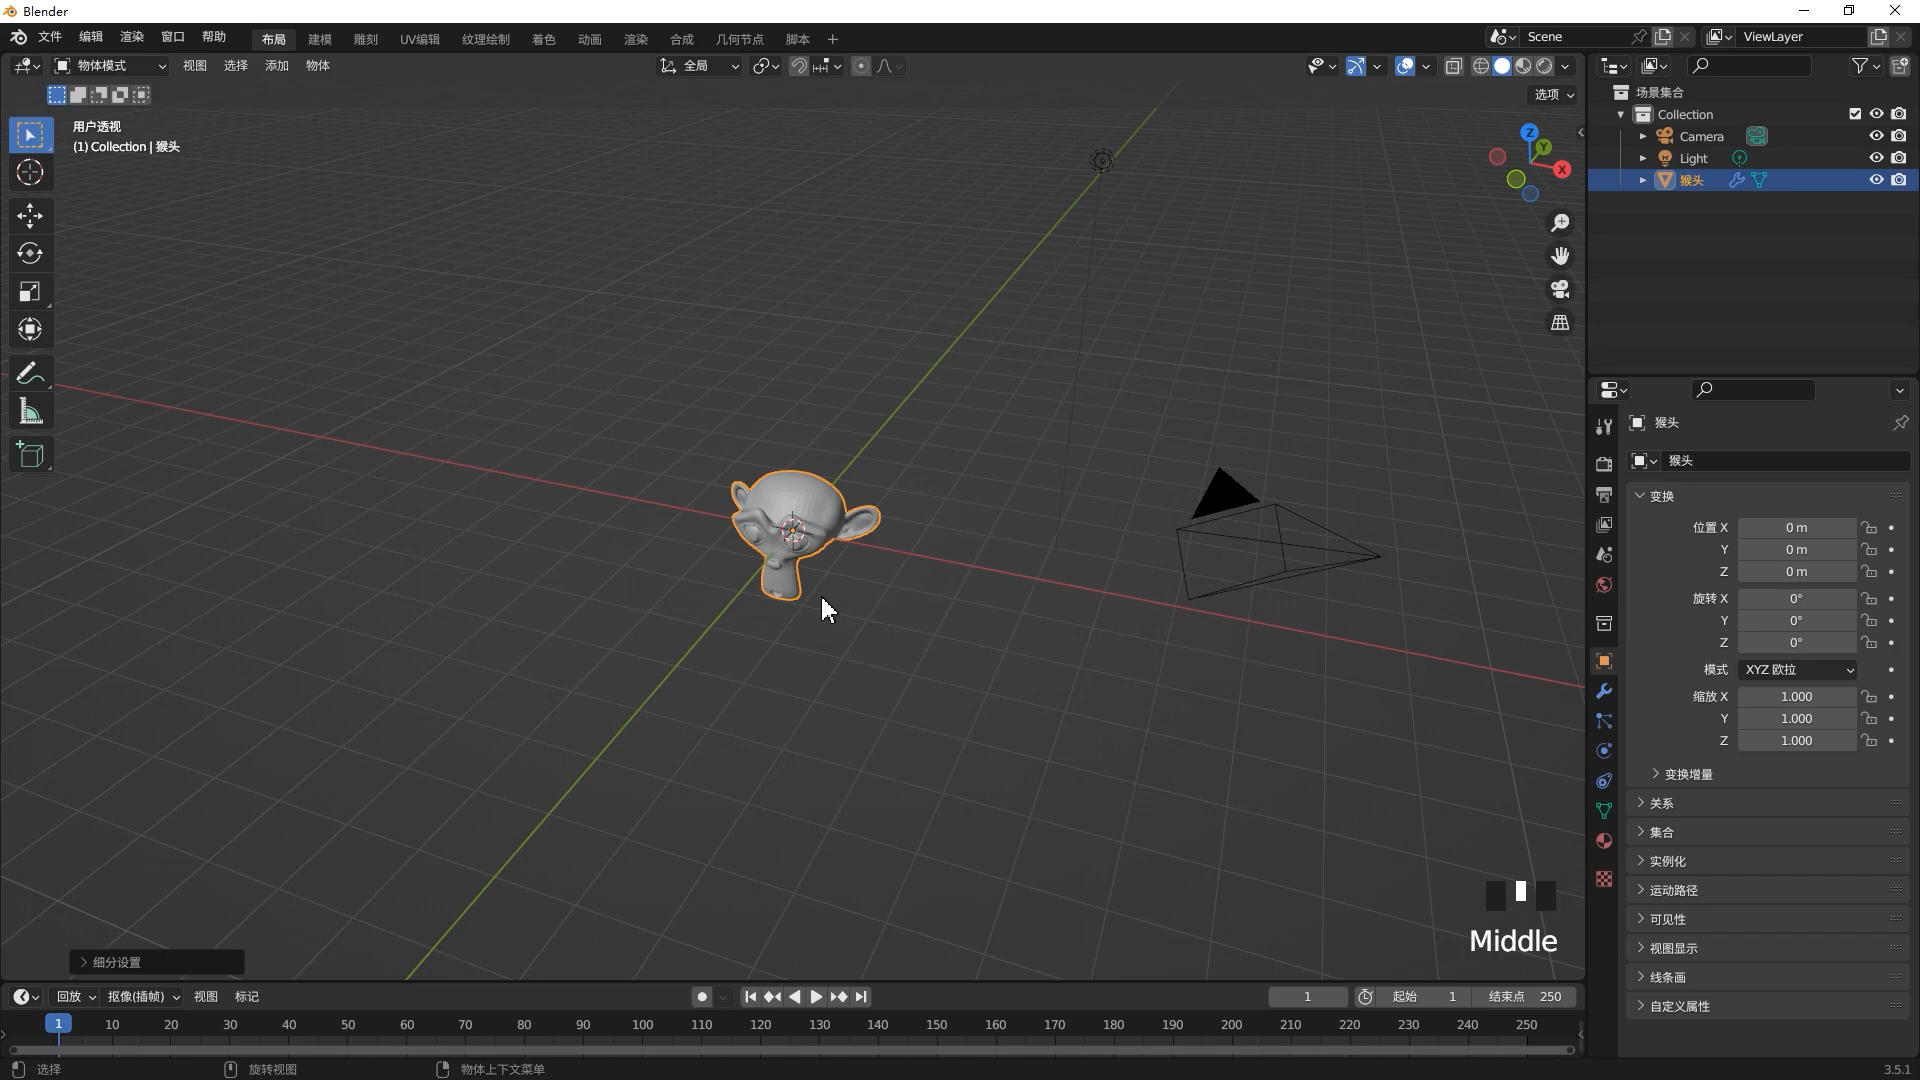 Blender
文件 编辑 渲染 窗口 帮助 布局 建模 雕刻 UV编辑 纹理绘制 着色 动画 渲染 合成 几何节点 脚本 + Scene ViewLayer
物体模式 视图 选择 添加 物体 全局
选项
用户透视
(1) Collection | 猴头
Z
Y
X
场景集合
Collection
Camera
Light
猴头
猴头
猴头
变换
位置 X 0 m
Y 0 m
Z 0 m
旋转 X 0°
Y 0°
Z 0°
模式 XYZ 欧拉
缩放 X 1.000
Y 1.000
Z 1.000
变换增量
关系
集合
实例化
运动路径
可见性
视图显示
线条画
自定义属性
Middle
细分设置
回放 抠像(插帧) 视图 标记 1 起始 1 结束点 250
1 10 20 30 40 50 60 70 80 90 100 110 120 130 140 150 160 170 180 190 200 210 220 230 240 250
选择 旋转视图 物体上下文菜单 3.5.1